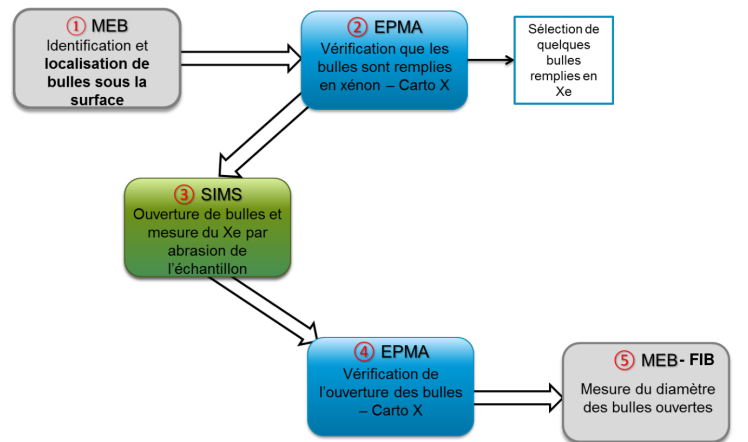 ① MEB
Identification et
localisation de
bulles sous la
surface
② EPMA
Vérification que les
bulles sont remplies
en xénon – Carto X
Sélection de
quelques
bulles
remplies en
Xe
③ SIMS
Ouverture de bulles et
mesure du Xe par
abrasion de
l'échantillon
④ EPMA
Vérification de
l'ouverture des bulles
– Carto X
⑤ MEB- FIB
Mesure du diamètre
des bulles ouvertes